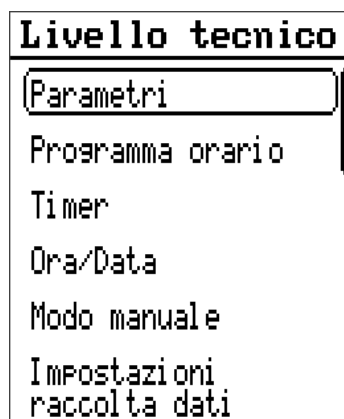 Livello tecnico
Parametri
Programma orario
Timer
Ora/Data
Modo manuale
Impostazioni
raccolta dati